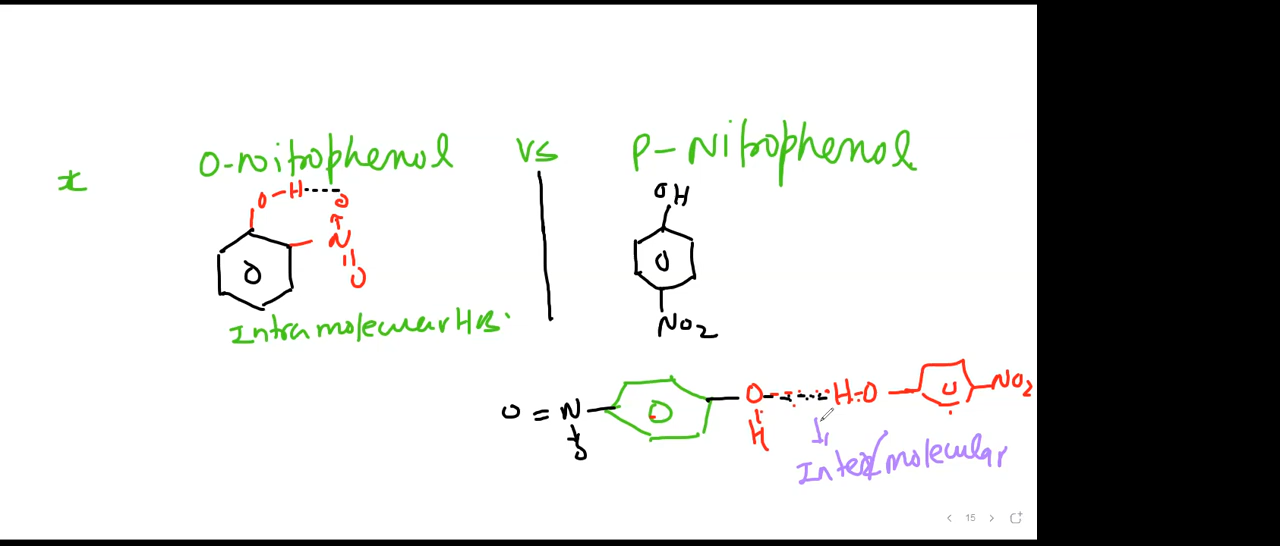 O-nitrophenol vs P-Nitrophenol
x
O-H----O
N
O
OH
NO2
Intramolecular HB.
O=N
O
O-----H-O
H
NO2
Intermolecular
15